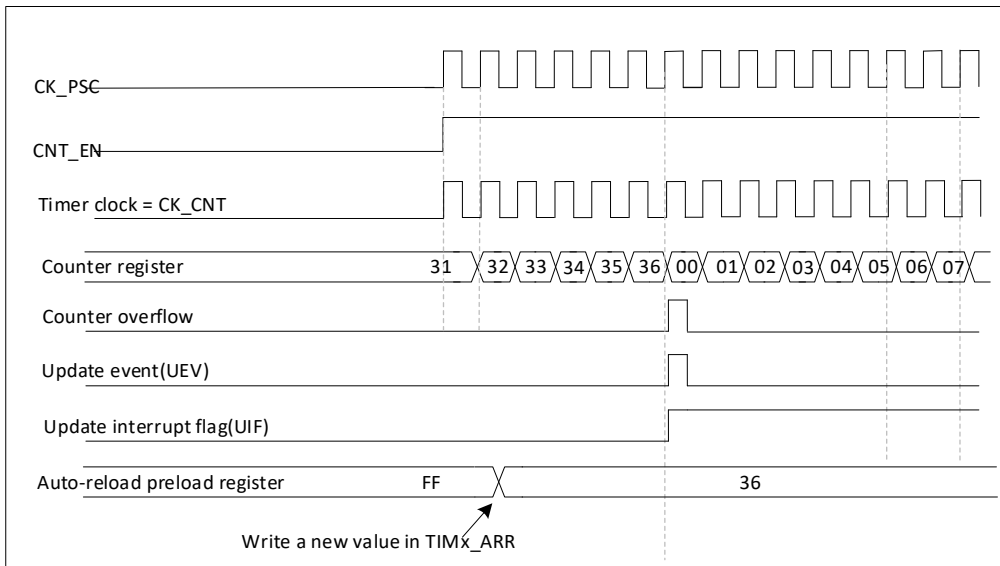 CK_PSC
CNT_EN
Timer clock = CK_CNT
Counter register 31 32 33 34 35 36 00 01 02 03 04 05 06 07
Counter overflow
Update event(UEV)
Update interrupt flag(UIF)
Auto-reload preload register FF 36
Write a new value in TIMx_ARR